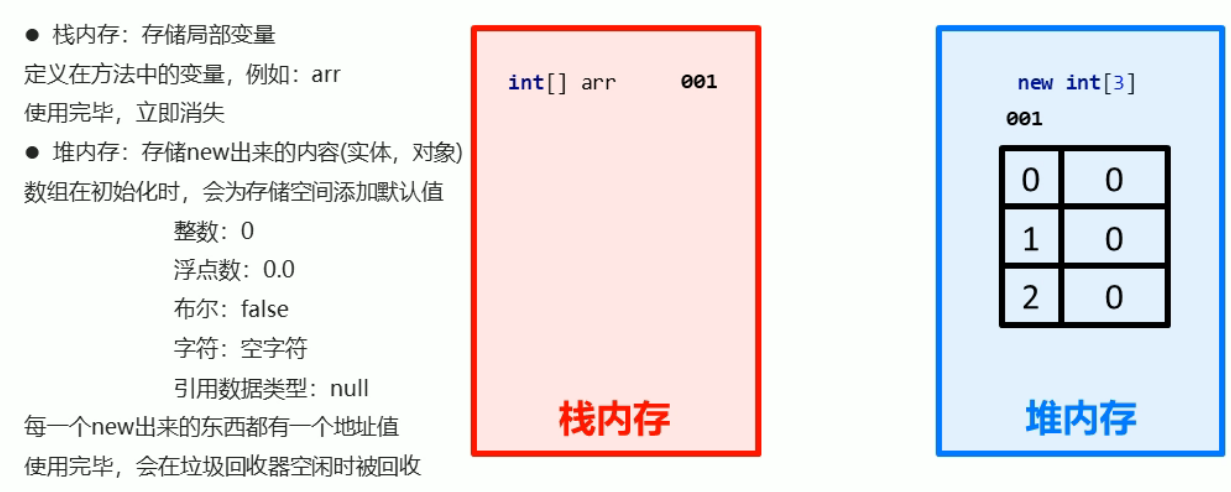 ● 栈内存：存储局部变量
定义在方法中的变量，例如：arr
使用完毕，立即消失
● 堆内存：存储new出来的内容(实体，对象)
数组在初始化时，会为存储空间添加默认值
整数：0
浮点数：0.0
布尔：false
字符：空字符
引用数据类型：null
每一个new出来的东西都有一个地址值
使用完毕，会在垃圾回收器空闲时被回收
int[] arr 001
栈内存
new int[3]
001
0 0
1 0
2 0
堆内存